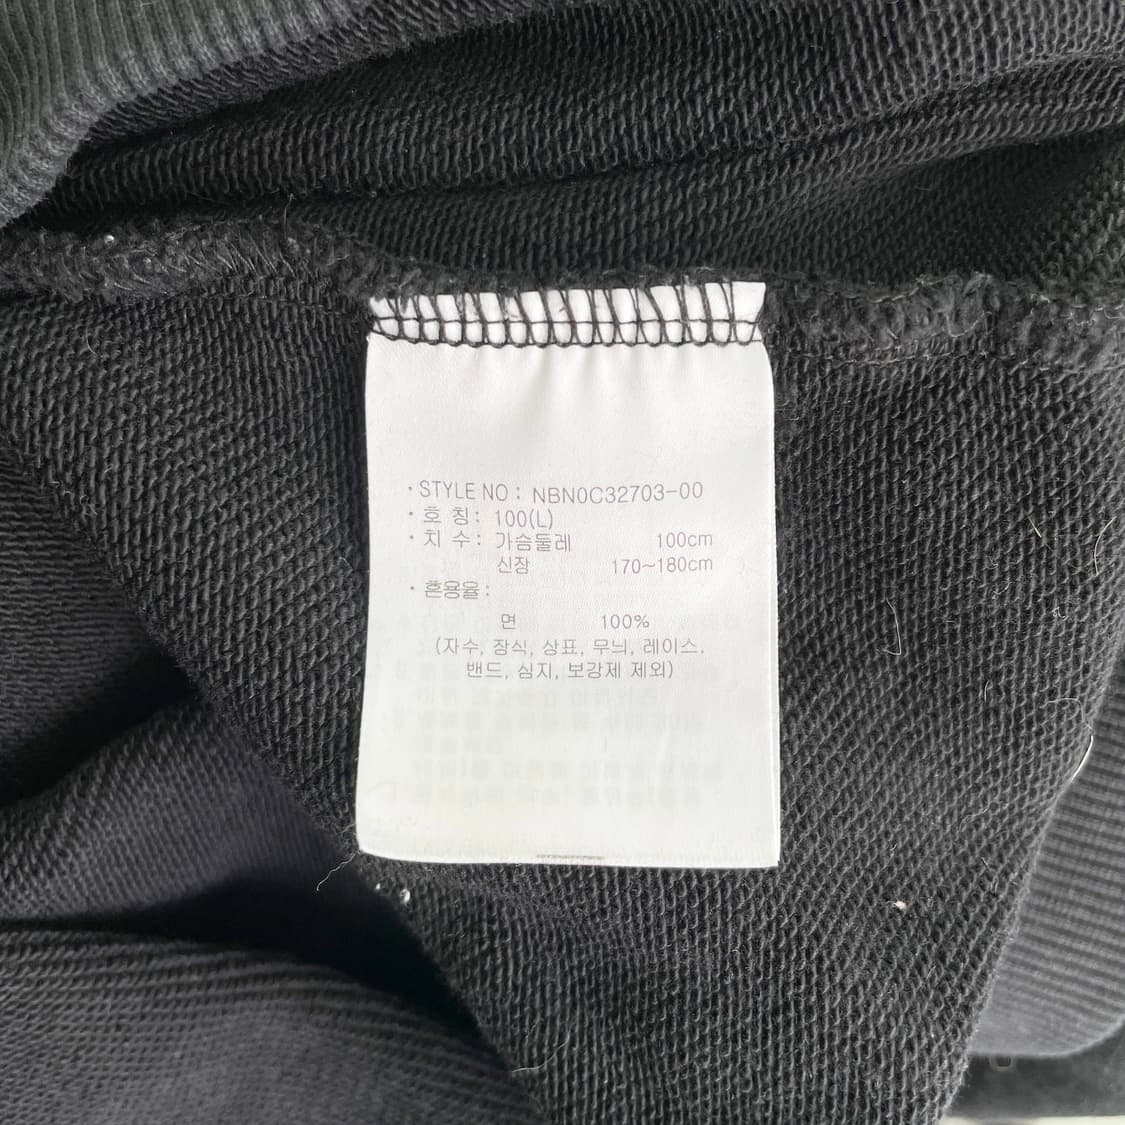 · STYLE NO : NBN0C32703-00
· 호 칭 : 100(L)
· 치 수 : 가슴둘레 100cm
신장 170~180cm
· 혼용율 :
면 100%
(자수, 장식, 상표, 무늬, 레이스.
밴드, 심지, 보강제 제외)